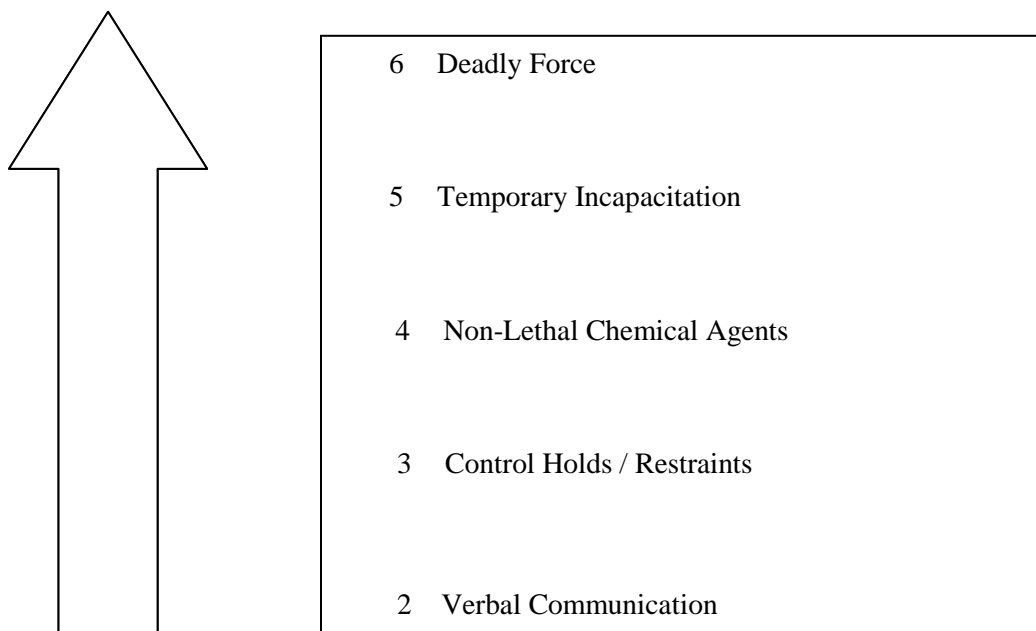 6 Deadly Force
5 Temporary Incapacitation
4 Non-Lethal Chemical Agents
3 Control Holds / Restraints
2 Verbal Communication